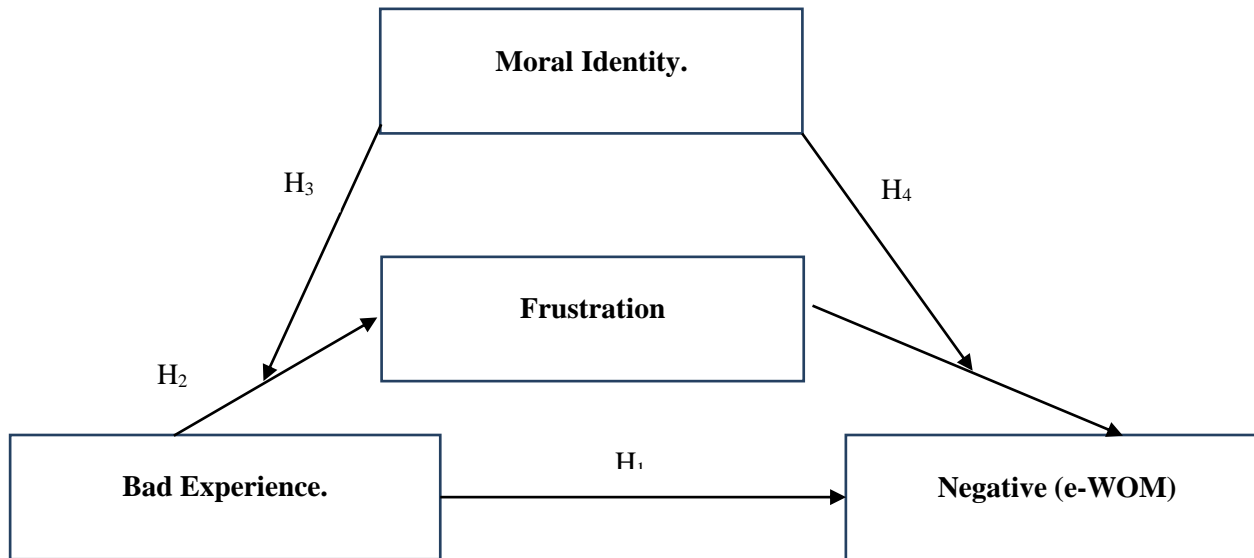 Moral Identity.
H₃
H₄
Frustration
H₂
H₁
Bad Experience.
Negative (e-WOM)